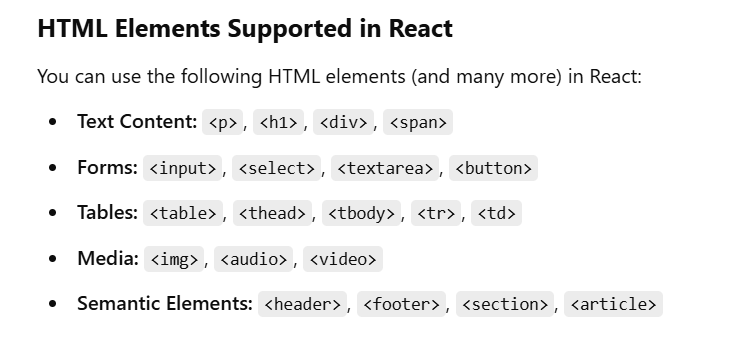 HTML Elements Supported in React
You can use the following HTML elements (and many more) in React:
• Text Content: <p>, <h1>, <div>, <span>
• Forms: <input>, <select>, <textarea>, <button>
• Tables: <table>, <thead>, <tbody>, <tr>, <td>
• Media: <img>, <audio>, <video>
• Semantic Elements: <header>, <footer>, <section>, <article>